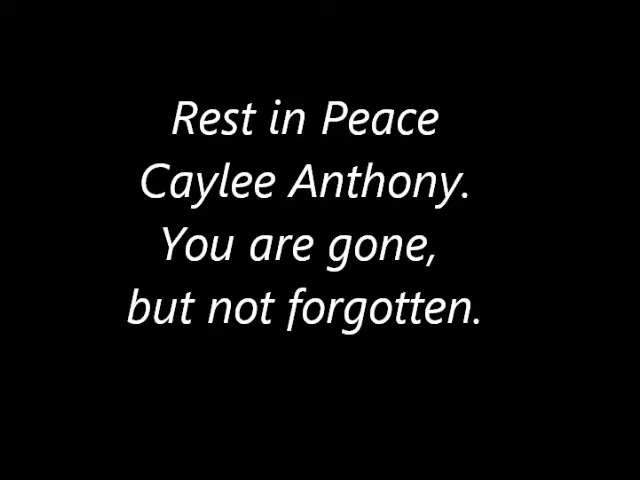 Rest in Peace
Caylee Anthony.
You are gone,
but not forgotten.